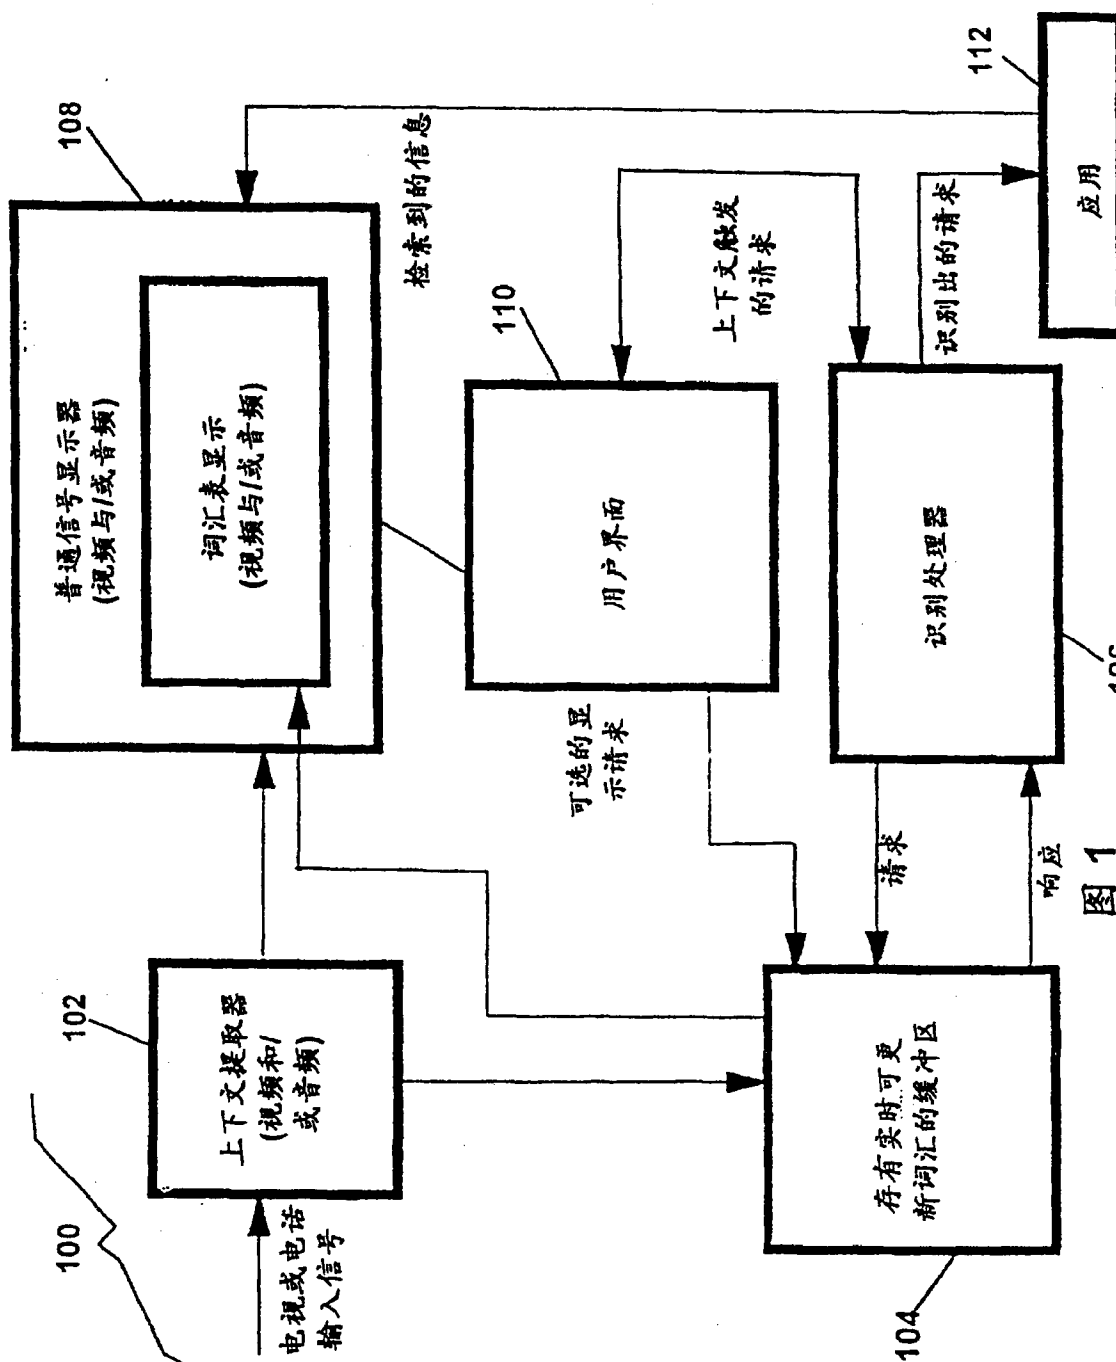 100
电视或电话
输入信号
102
上下文提取器
(视频和/
或音频)
108
普通信号显示器
(视频与/或音频)
词汇表显示
(视频与/或音频)
检索到的信息
110
用户界面
可选的显
示请求
上下文触发
的请求
104
存有实时可更
新词汇的缓冲区
请求
响应
识别处理器
识别出的请求
112
应用
图 1